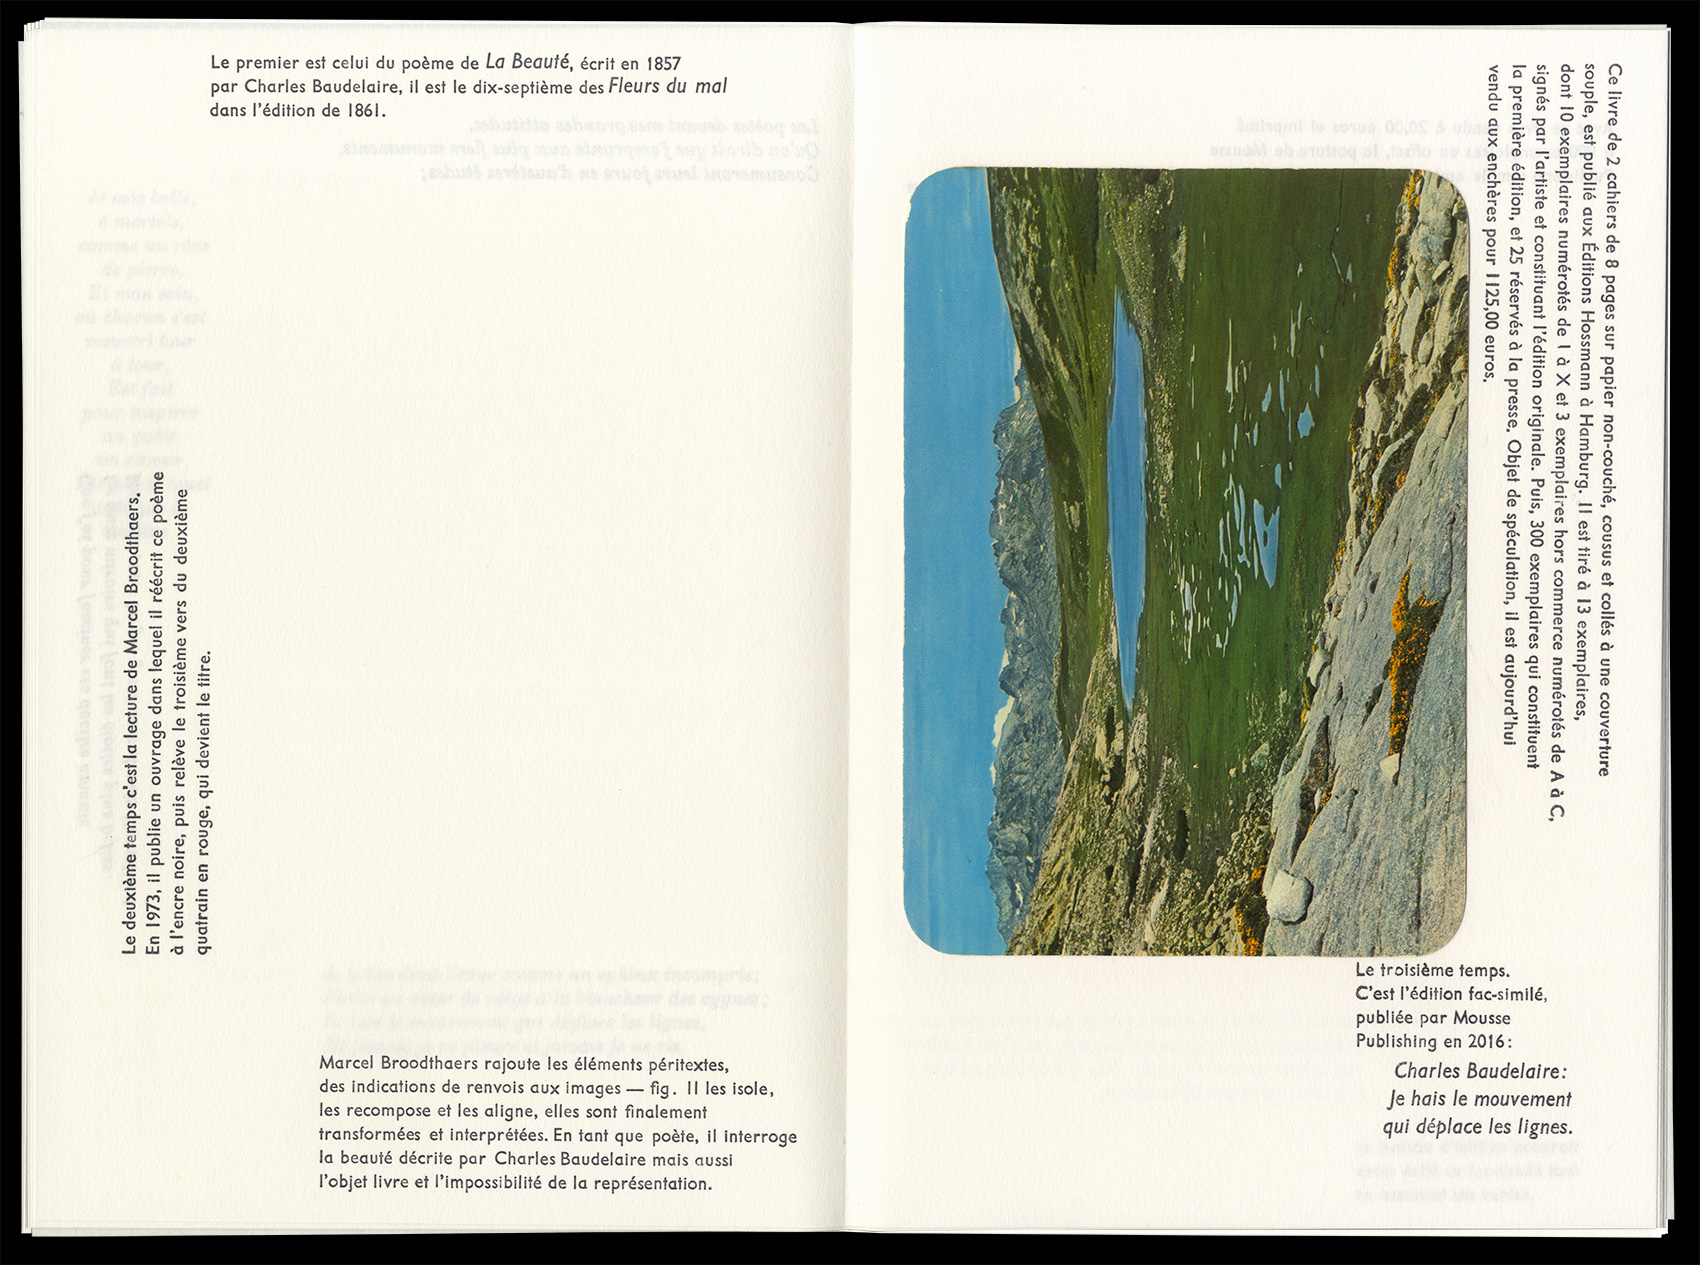 Le premier est celui du poème de La Beauté, écrit en 1857
par Charles Baudelaire, il est le dix-septième des Fleurs du mal
dans l'édition de 1861.
Le deuxième temps c'est la lecture de Marcel Broodthaers.
En 1973, il publie un ouvrage dans lequel il réécrit ce poème
à l'encre noire, puis relève le troisième vers du deuxième
quatrain en rouge, qui devient le titre.
Marcel Broodthaers rajoute les éléments péritextes,
des indications de renvois aux images — fig. Il les isole,
les recompose et les aligne, elles sont finalement
transformées et interprétées. En tant que poète, il interroge
la beauté décrite par Charles Baudelaire mais aussi
l'objet livre et l'impossibilité de la représentation.
Ce livre de 2 cahiers de 8 pages sur papier non-couché, cousus et collés à une couverture
souple, est publié aux Éditions Hossmann à Hamburg. Il est tiré à 13 exemplaires,
dont 10 exemplaires numérotés de I à X et 3 exemplaires hors commerce numérotés de A à C,
signés par l'artiste et constituant l'édition originale. Puis, 300 exemplaires qui constituent
la première édition, et 25 réservés à la presse. Objet de spéculation, il est aujourd'hui
vendu aux enchères pour 1125,00 euros.
Le troisième temps.
C'est l'édition fac-similé,
publiée par Mousse
Publishing en 2016 :
Charles Baudelaire :
Je hais le mouvement
qui déplace les lignes.